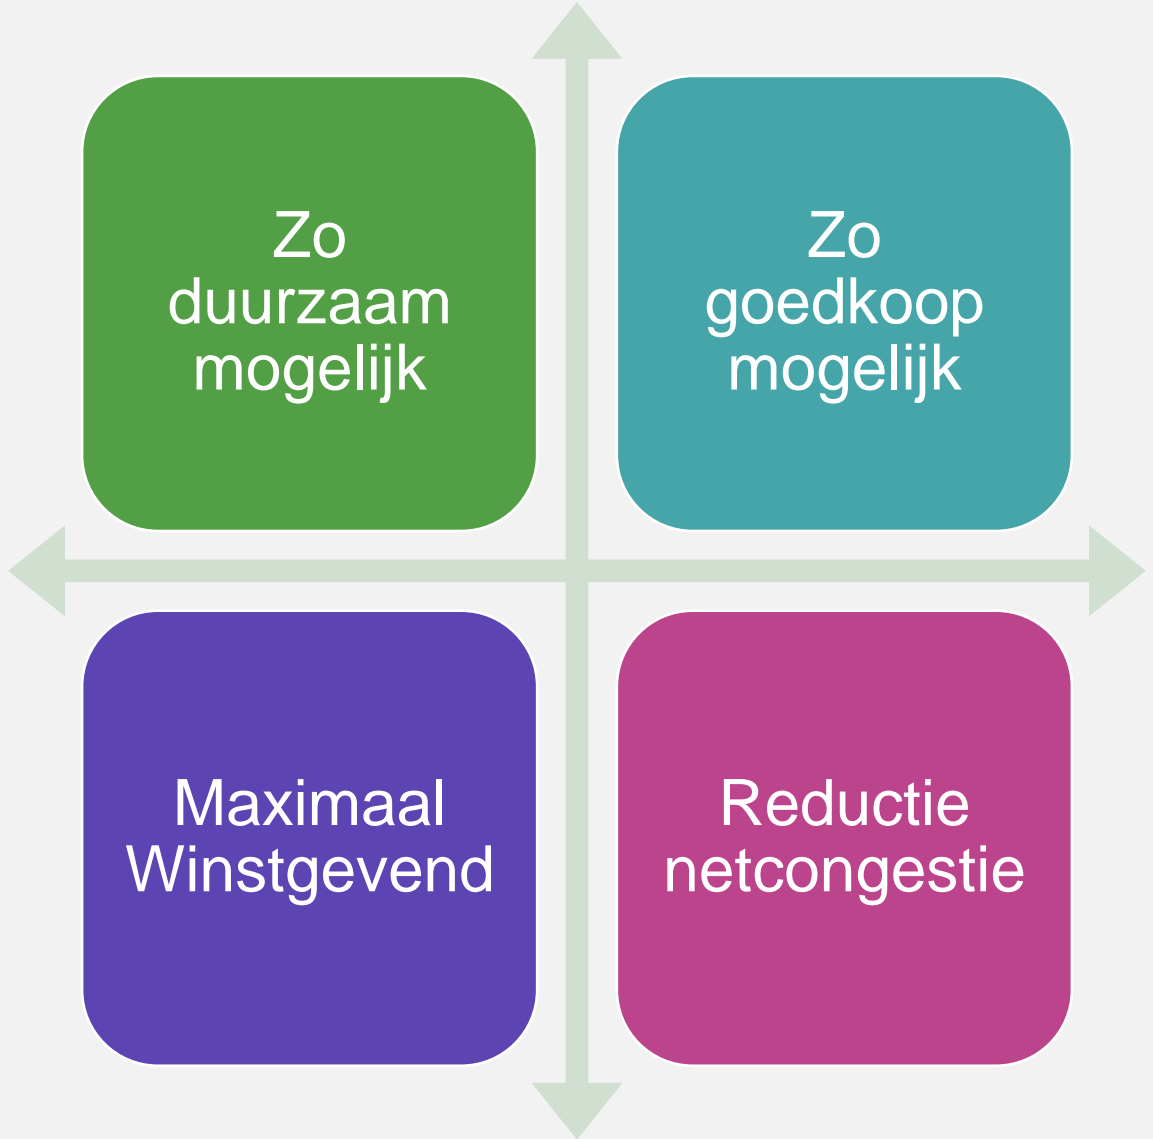 Zo
duurzaam
mogelijk
Zo
goedkoop
mogelijk
Maximaal
Winstgevend
Reductie
netcongestie